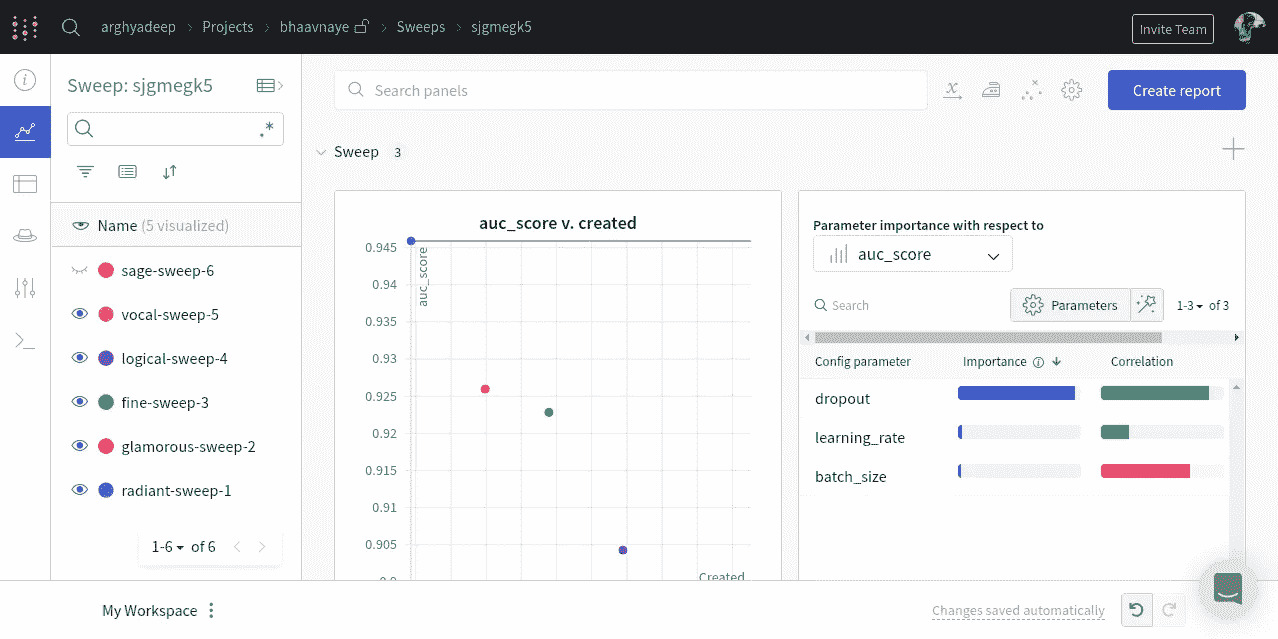 arghyadeep › Projects › bhaavnaye › Sweeps › sjgmegk5
Invite Team
Sweep: sjgmegk5
.*
Name (5 visualized)
sage-sweep-6
vocal-sweep-5
logical-sweep-4
fine-sweep-3
glamorous-sweep-2
radiant-sweep-1
1-6 of 6
Search panels
Create report
Sweep 3
auc_score v. created
0.945
0.94
0.935
0.93
0.925
0.92
0.915
0.91
0.905
0.9
auc_score
Created
Parameter importance with respect to
auc_score
Search
Parameters
1-3 of 3
Config parameter Importance Correlation
dropout
learning_rate
batch_size
My Workspace
Changes saved automatically